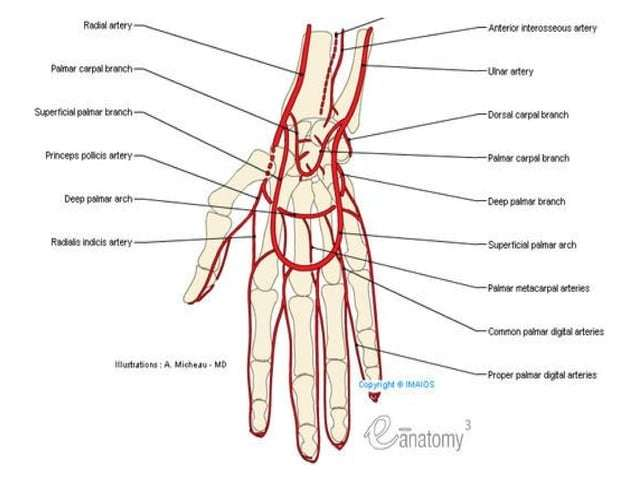 Radial artery
Palmar carpal branch
Superficial palmar branch
Princeps pollicis artery
Deep palmar arch
Radialis indicis artery
Anterior interosseous artery
Ulnar artery
Dorsal carpal branch
Palmar carpal branch
Deep palmar branch
Superficial palmar arch
Palmar metacarpal arteries
Common palmar digital arteries
Proper palmar digital arteries
Illustrations : A. Micheau - MD
Copyright © IMAIOS
e-anatomy 3